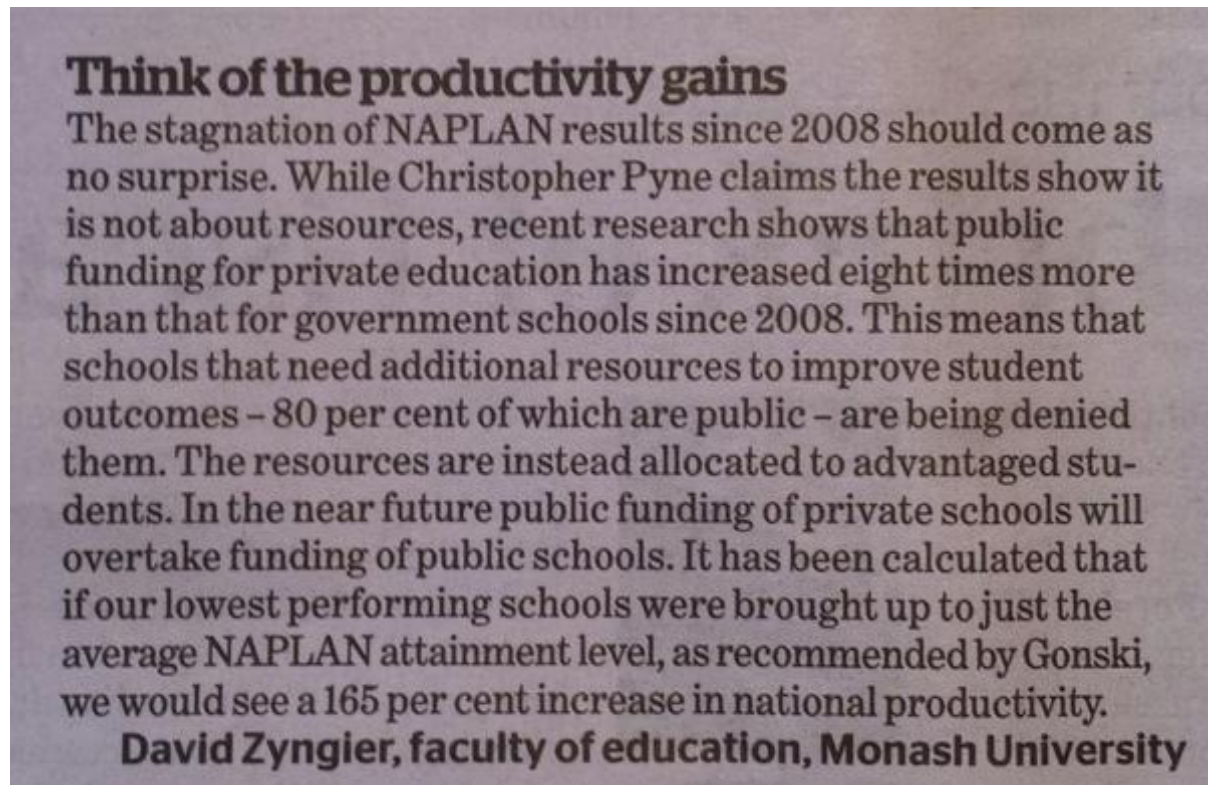 Think of the productivity gains
The stagnation of NAPLAN results since 2008 should come as
no surprise. While Christopher Pyne claims the results show it
is not about resources, recent research shows that public
funding for private education has increased eight times more
than that for government schools since 2008. This means that
schools that need additional resources to improve student
outcomes – 80 per cent of which are public – are being denied
them. The resources are instead allocated to advantaged stu-
dents. In the near future public funding of private schools will
overtake funding of public schools. It has been calculated that
if our lowest performing schools were brought up to just the
average NAPLAN attainment level, as recommended by Gonski,
we would see a 165 per cent increase in national productivity.
David Zyngier, faculty of education, Monash University